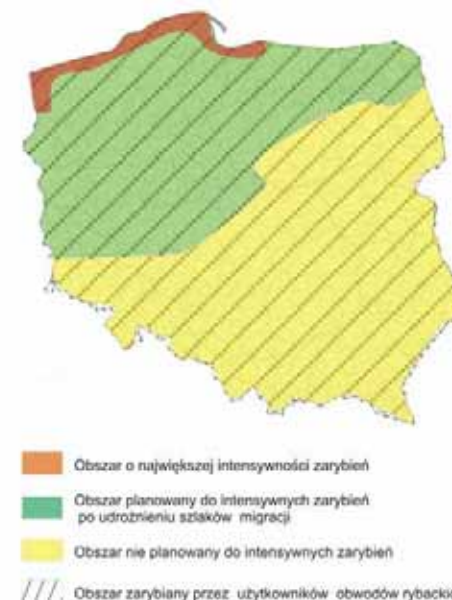 Obszar o największej intensywności zarybień
Obszar planowany do intensywnych zarybień
po udrożnieniu szlaków migracji
Obszar nie planowany do intensywnych zarybień
Obszar zarybiany przez użytkowników obwodów